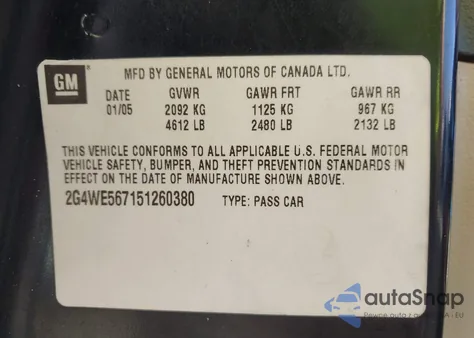 GM
MFD BY GENERAL MOTORS OF CANADA LTD.
DATE GVWR GAWR FRT GAWR RR
01/05 2092 KG 1125 KG 967 KG
4612 LB 2480 LB 2132 LB
THIS VEHICLE CONFORMS TO ALL APPLICABLE U.S. FEDERAL MOTOR
VEHICLE SAFETY, BUMPER, AND THEFT PREVENTION STANDARDS IN
EFFECT ON THE DATE OF MANUFACTURE SHOWN ABOVE.
2G4WE567151260380 TYPE: PASS CAR
autoSnap
Pewne auto z